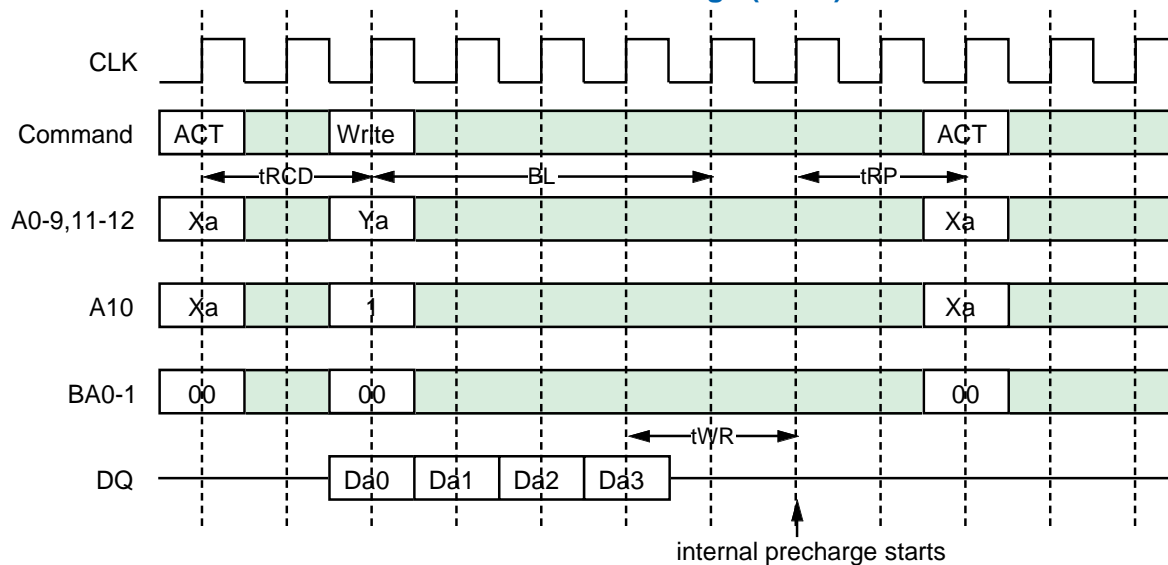 CLK
Command ACT Write ACT
tRCD BL tRP
A0-9,11-12 Xa Ya Xa
A10 Xa 1 Xa
BA0-1 00 00 00
tWR
DQ Da0 Da1 Da2 Da3
internal precharge starts